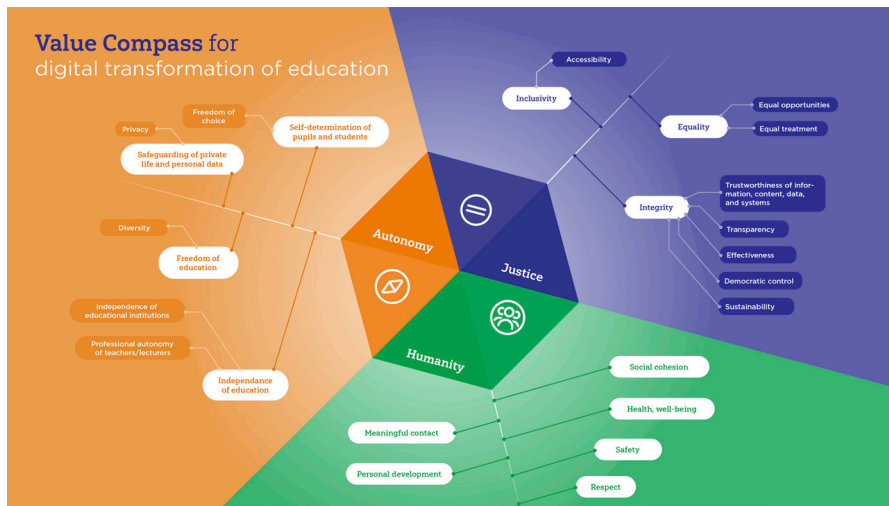 Value Compass for
digital transformation of education
Freedom of
choice
Privacy
Self-determination of
pupils and students
Safeguarding of private
life and personal data
Diversity
Freedom of
education
Independence of
educational institutions
Professional autonomy
of teachers/lecturers
Independance
of education
Autonomy
Accessibility
Inclusivity
Equal opportunities
Equality
Equal treatment
Trustworthiness of infor-
mation, content, data,
and systems
Integrity
Transparency
Effectiveness
Democratic control
Sustainability
Justice
Humanity
Social cohesion
Health, well-being
Meaningful contact
Safety
Personal development
Respect